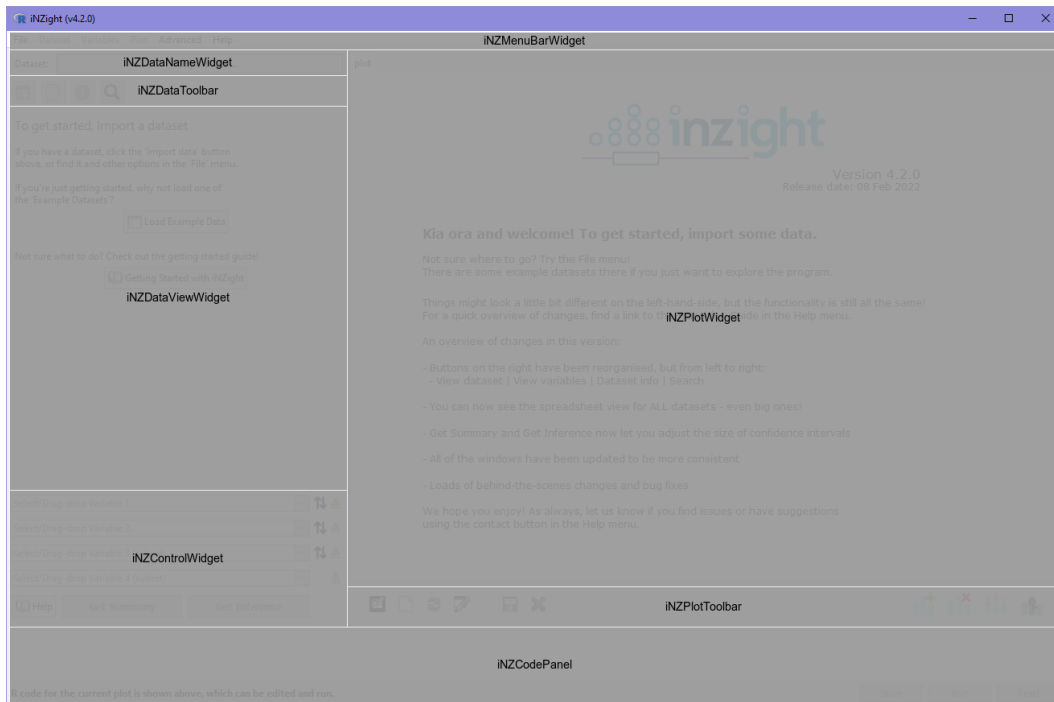 iNZight (v4.2.0)
File Dataset Variables Plot Advanced Help
iNZMenuBarWidget
Dataset:
iNZDataNameWidget
plot
iNZDataToolbar
To get started, import a dataset
If you have a dataset, click the 'Import data' button
above, or find it and other options in the 'File' menu.
If you're just getting started, why not load one of
the 'Example Datasets'?
Load Example Data
Not sure what to do? Check out the getting started guide!
Getting Started with iNZight
iNZDataViewWidget
inzight
Version 4.2.0
Release date: 08 Feb 2022
Kia ora and welcome! To get started, import some data.
Not sure where to go? Try the File menu!
There are some example datasets there if you just want to explore the program.
Things might look a little bit different on the left-hand-side, but the functionality is still all the same!
For a quick overview of changes, find a link to the in the Help menu.
iNZPlotWidget
An overview of changes in this version:
- Buttons on the right have been reorganised, but from left to right:
- View dataset | View variables | Dataset info | Search
- You can now see the spreadsheet view for ALL datasets - even big ones!
- Get Summary and Get Inference now let you adjust the size of confidence intervals
- All of the windows have been updated to be more consistent
- Loads of behind-the-scenes changes and bug fixes
We hope you enjoy! As always, let us know if you find issues or have suggestions
using the contact button in the Help menu.
Select/Drag-drop Variable 1
Select/Drag-drop Variable 2
Select/Drag-drop Variable
iNZControlWidget
Select/Drag-drop Variable 4 (subset)
Help Get Summary Get Inference
iNZPlotToolbar
iNZCodePanel
R code for the current plot is shown above, which can be edited and run.